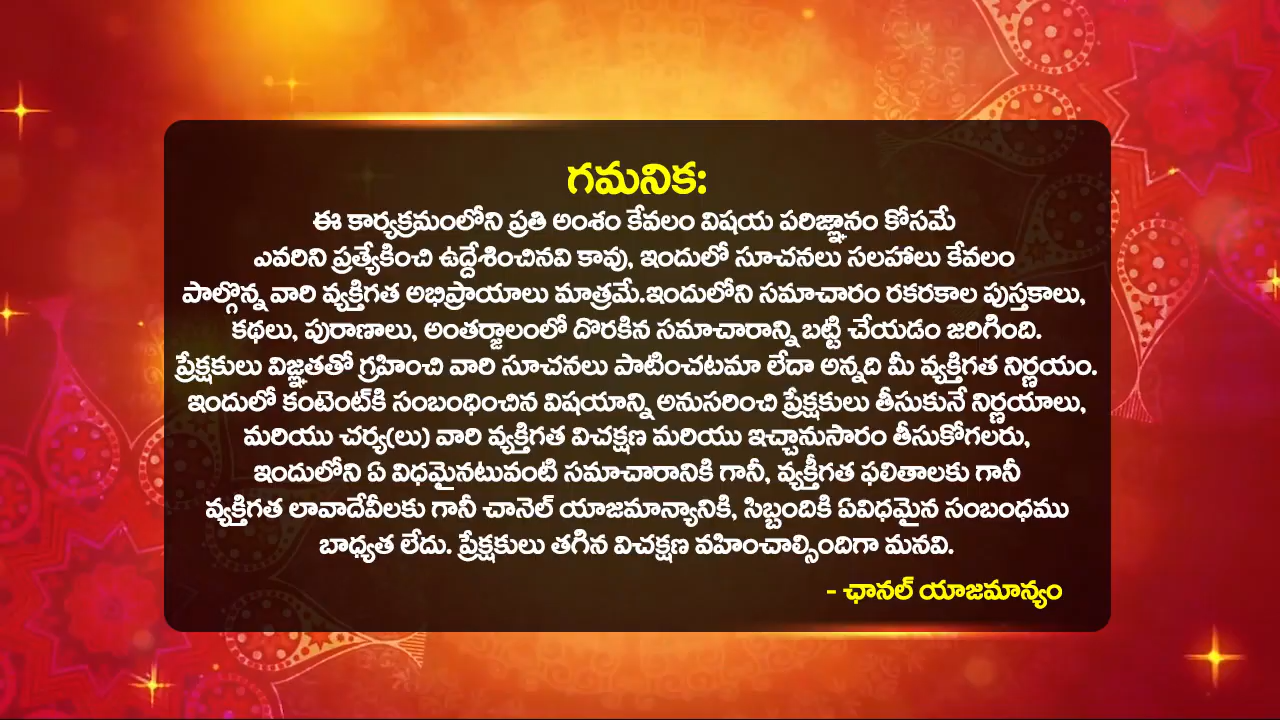 గమనిక:
ఈ కార్యక్రమంలోని ప్రతి అంశం కేవలం విషయ పరిజ్ఞానం కోసమే
ఎవరిని ప్రత్యేకించి ఉద్దేశించినవి కావు, ఇందులో సూచనలు సలహాలు కేవలం
పాల్గొన్న వారి వ్యక్తిగత అభిప్రాయాలు మాత్రమే.ఇందులోని సమాచారం రకరకాల పుస్తకాలు,
కథలు, పురాణాలు, అంతర్జాలంలో దొరకిన సమాచారాన్ని బట్టి చేయడం జరిగింది.
ప్రేక్షకులు విజ్ఞతతో గ్రహించి వారి సూచనలు పాటించటమా లేదా అన్నది మీ వ్యక్తిగత నిర్ణయం.
ఇందులో కంటెంట్‌కి సంబంధించిన విషయాన్ని అనుసరించి ప్రేక్షకులు తీసుకునే నిర్ణయాలు,
మరియు చర్య(లు) వారి వ్యక్తిగత విచక్షణ మరియు ఇచ్చానుసారం తీసుకోగలరు,
ఇందులోని ఏ విధమైనటువంటి సమాచారానికి గానీ, వ్యక్తీగత ఫలితాలకు గానీ
వ్యక్తిగత లావాదేవీలకు గానీ చానెల్ యాజమాన్యానికి, సిబ్బందికి ఏవిధమైన సంబంధము
బాధ్యత లేదు. ప్రేక్షకులు తగిన విచక్షణ వహించాల్సిందిగా మనవి.
- ఛానల్ యాజమాన్యం